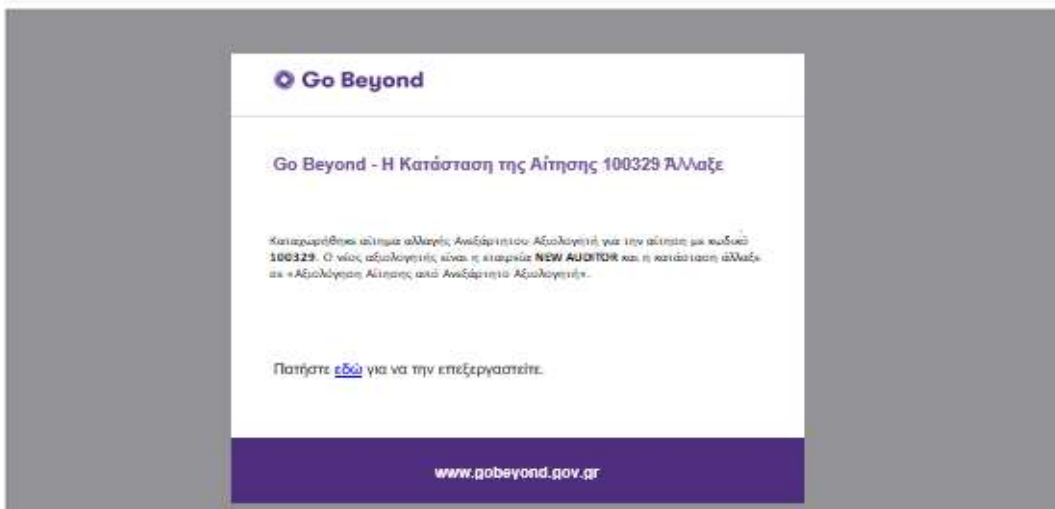 Go Beyond
Go Beyond - Η Κατάσταση της Αίτησης 100329 Άλλαξε
Καταχωρήθηκε αίτημα αλλαγής Ανεξάρτητου Αξιολογητή για την αίτηση με κωδικό
100329. Ο νέος αξιολογητής είναι η εταιρεία NEW AUDITOR και η κατάσταση άλλαξε
σε «Αξιολόγηση Αίτησης από Ανεξάρτητο Αξιολογητή».
Πατήστε εδώ για να την επεξεργαστείτε.
www.gobeyond.gov.gr